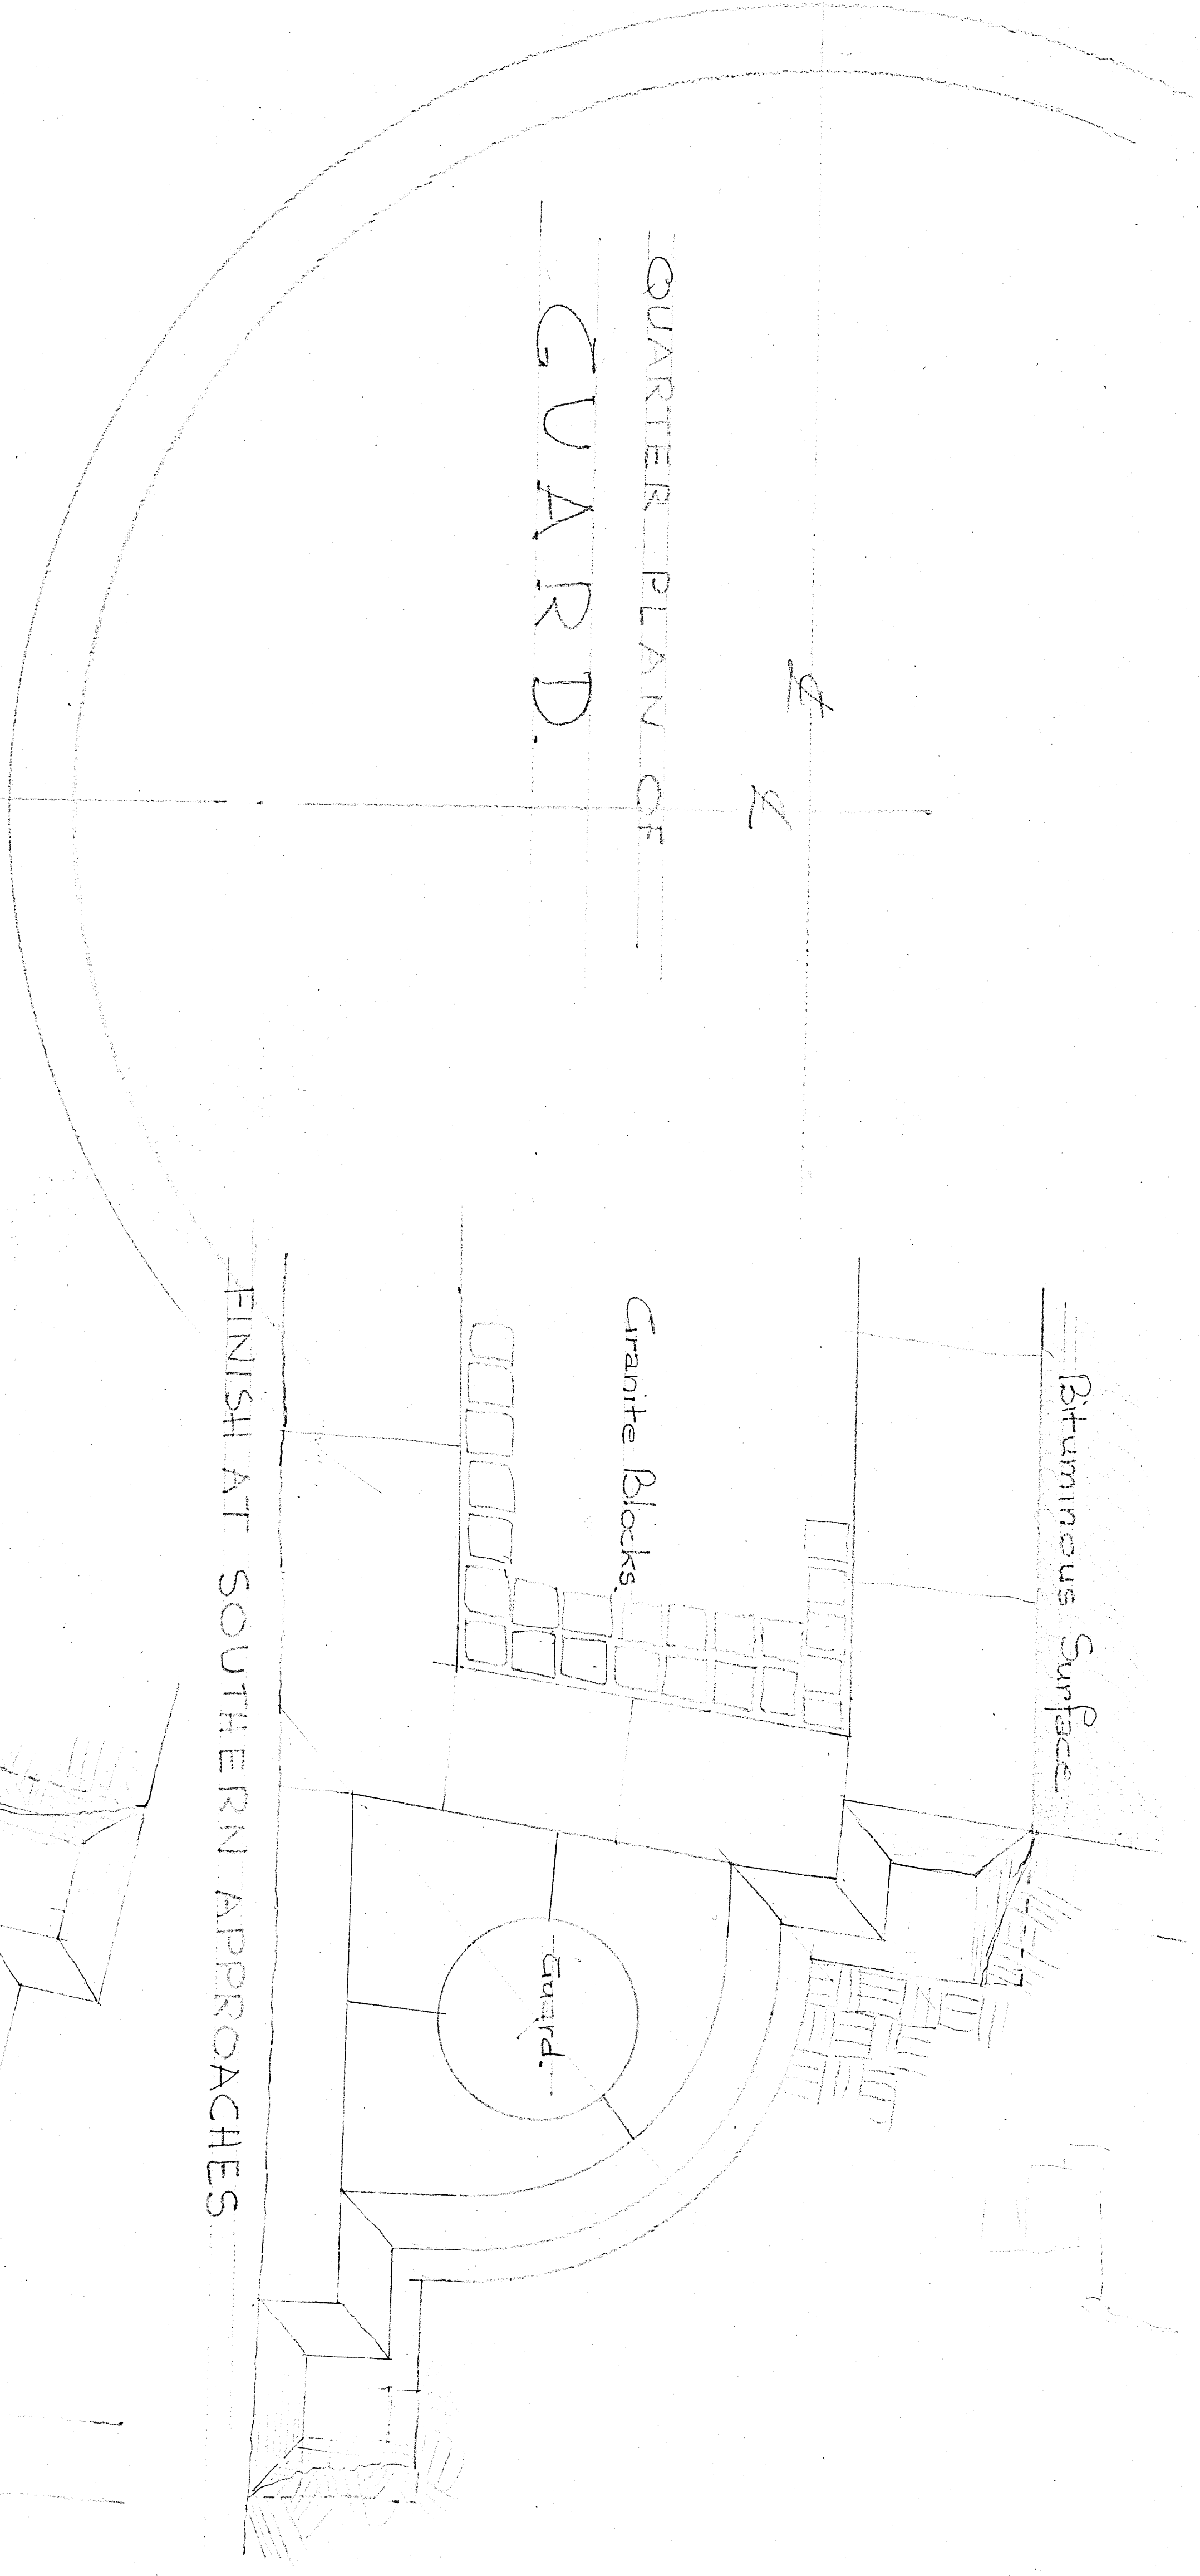 QUARTER PLAN OF
GUARD.
℄
℄
Bituminous Surface
Granite Blocks.
Guard.
FINISH AT SOUTHERN APPROACHES